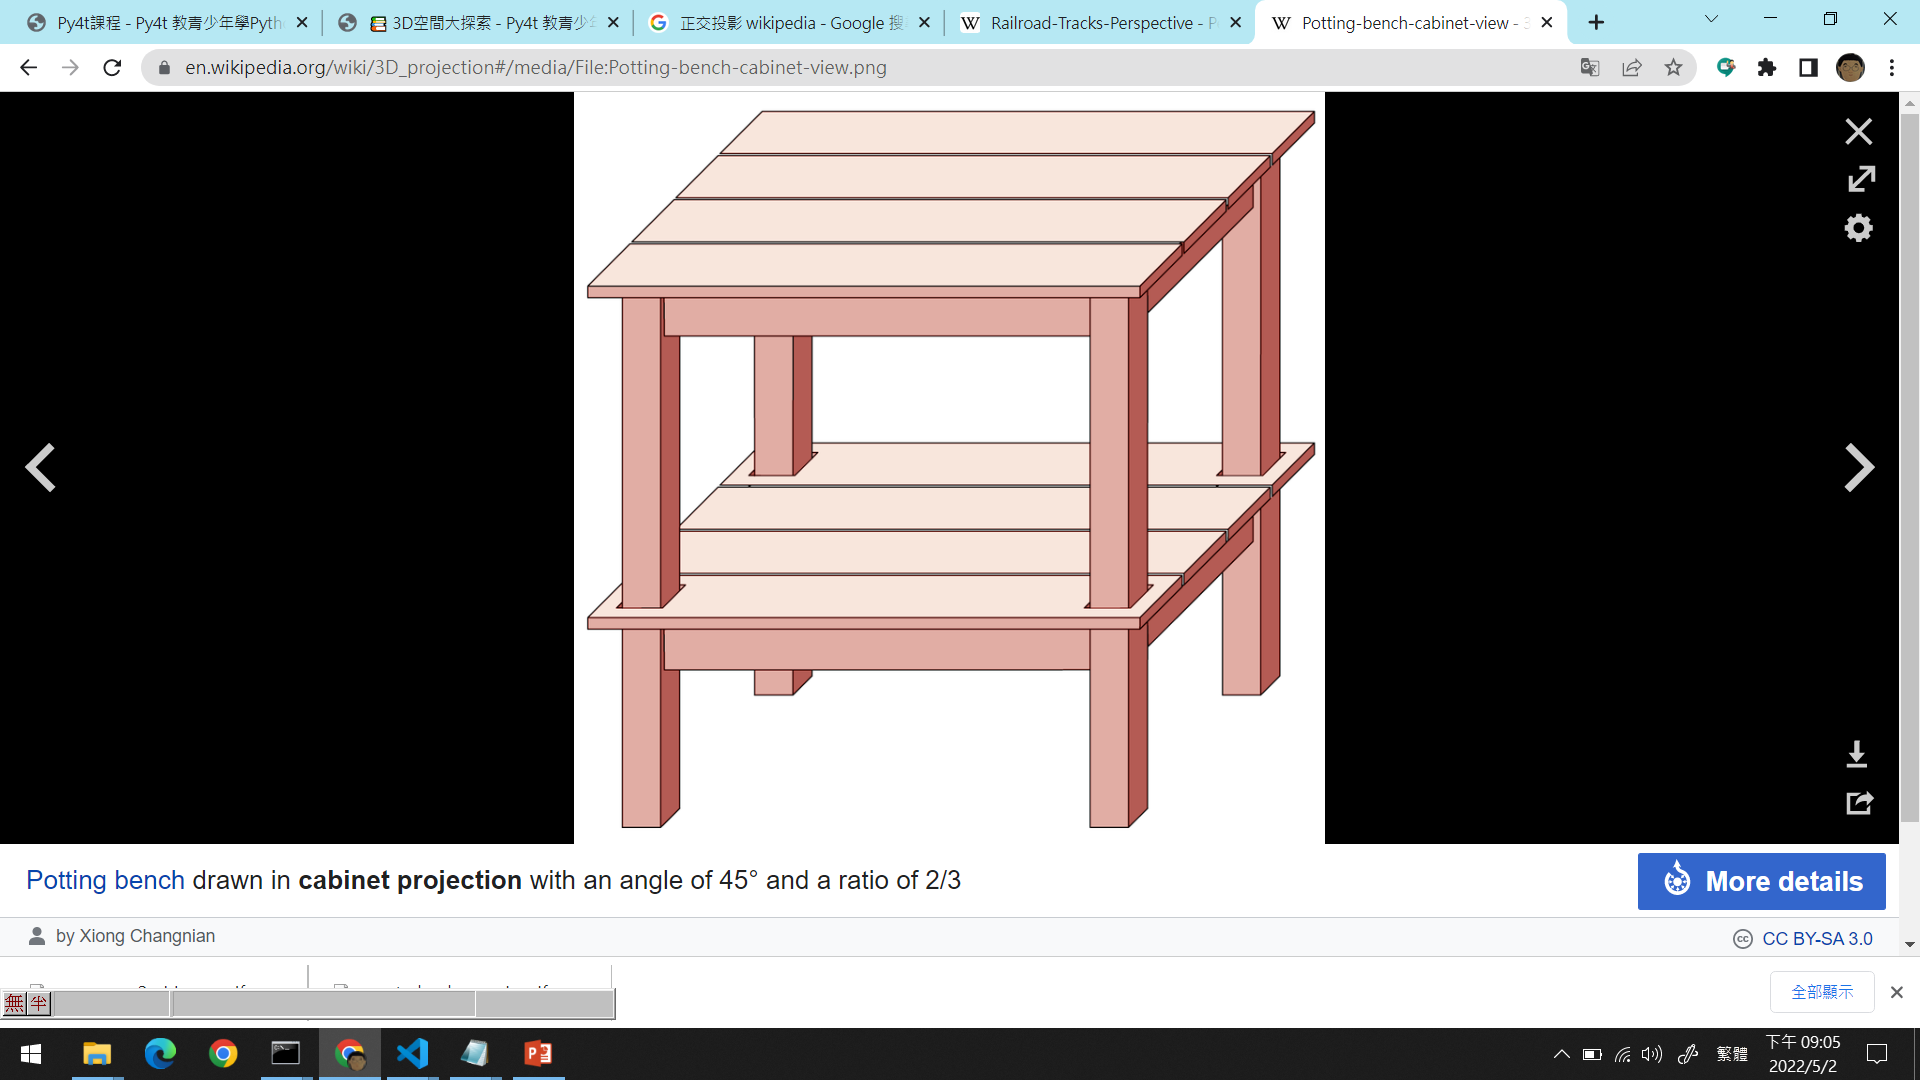 Py4t課程 - Py4t 教青少年學Pyth
3D空間大探索 - Py4t 教青少
正交投影 wikipedia - Google 搜
Railroad-Tracks-Perspective - P
Potting-bench-cabinet-view -
en.wikipedia.org/wiki/3D_projection#/media/File:Potting-bench-cabinet-view.png
Potting bench drawn in cabinet projection with an angle of 45° and a ratio of 2/3
More details
by Xiong Changnian
CC BY-SA 3.0
全部顯示
無半
繁體
下午 09:05
2022/5/2